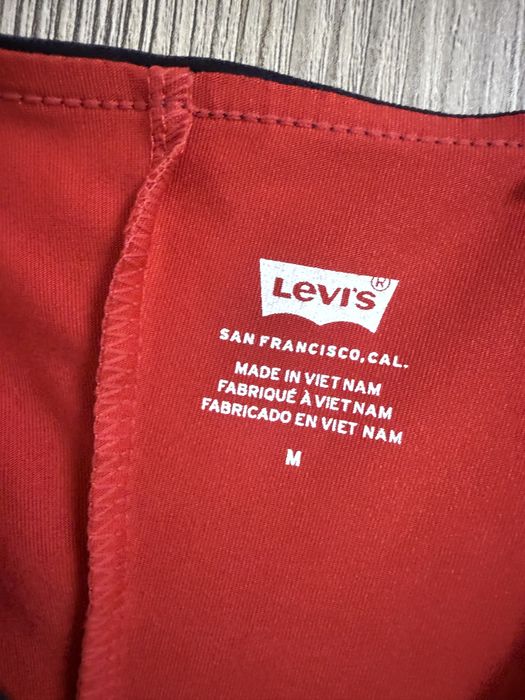 Levi's®
SAN FRANCISCO, CAL.
MADE IN VIET NAM
FABRIQUÉ À VIET NAM
FABRICADO EN VIET NAM
M